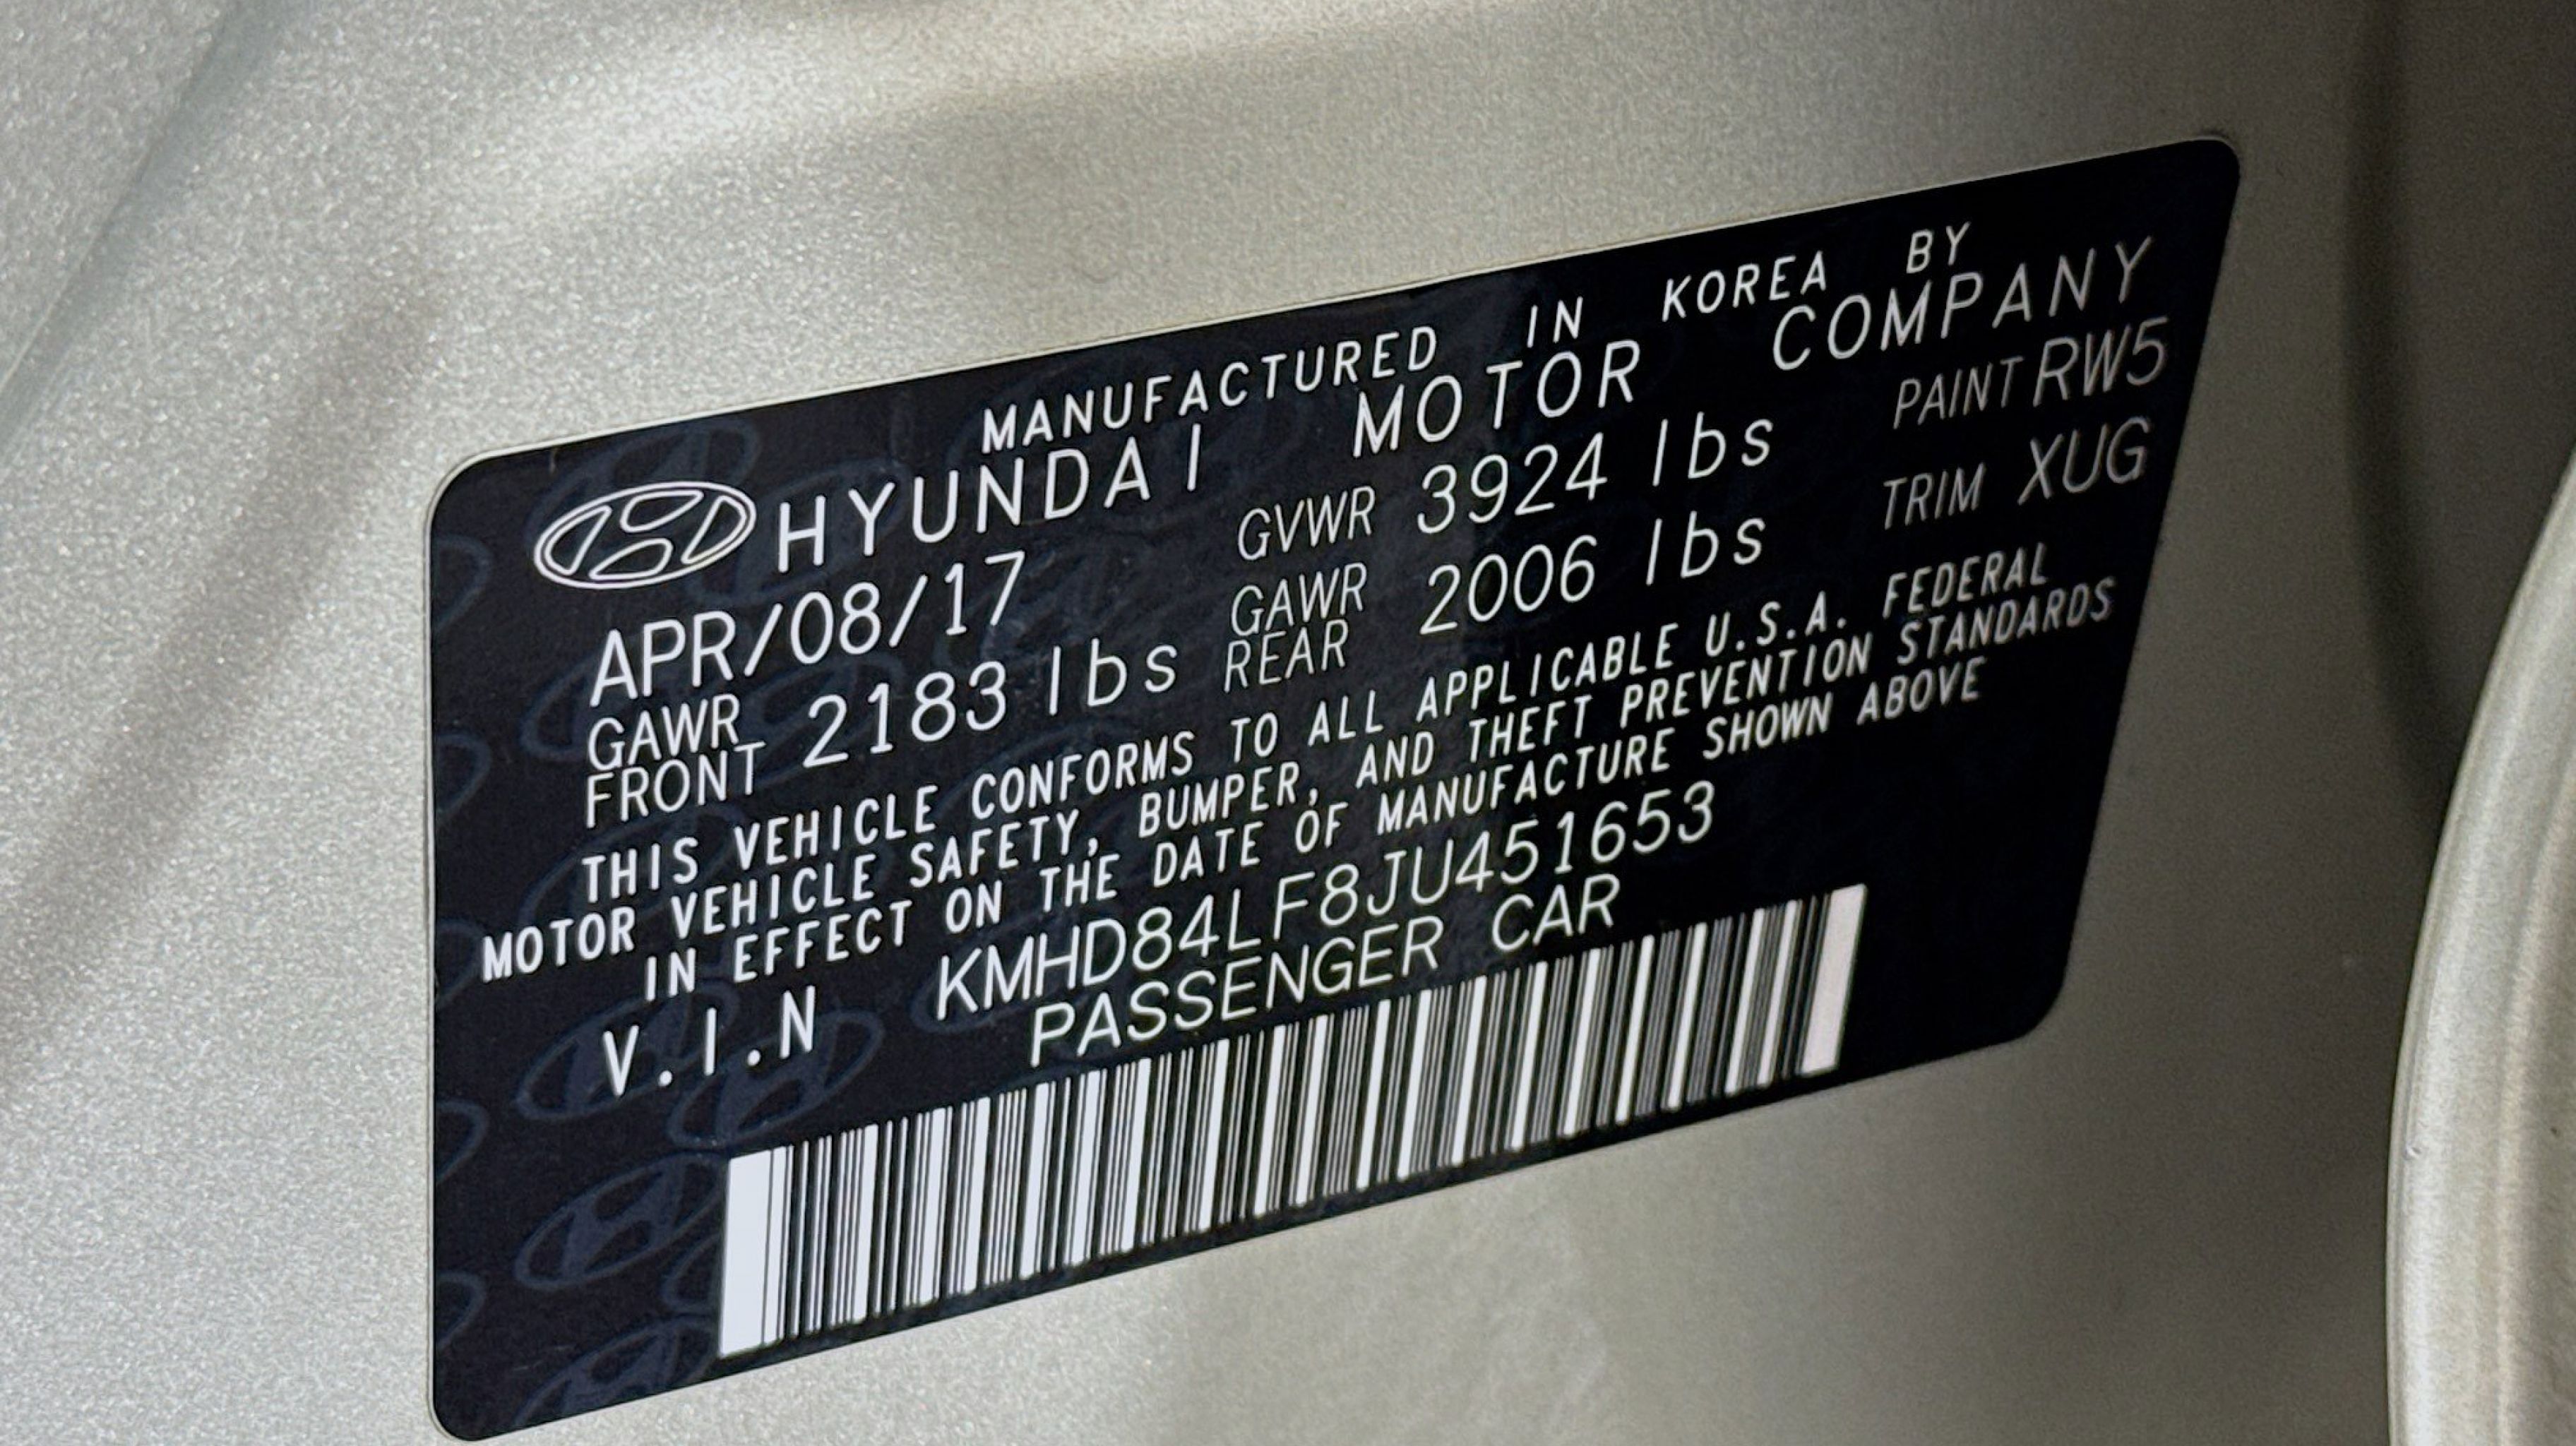 MANUFACTURED IN KOREA BY
HYUNDAI MOTOR COMPANY
APR/08/17 GVWR 3924 lbs PAINT RW5
GAWR FRONT 2183 lbs GAWR REAR 2006 lbs TRIM XUG
THIS VEHICLE CONFORMS TO ALL APPLICABLE U.S.A. FEDERAL
MOTOR VEHICLE SAFETY, BUMPER, AND THEFT PREVENTION STANDARDS
IN EFFECT ON THE DATE OF MANUFACTURE SHOWN ABOVE
V.I.N KMHD84LF8JU451653
PASSENGER CAR